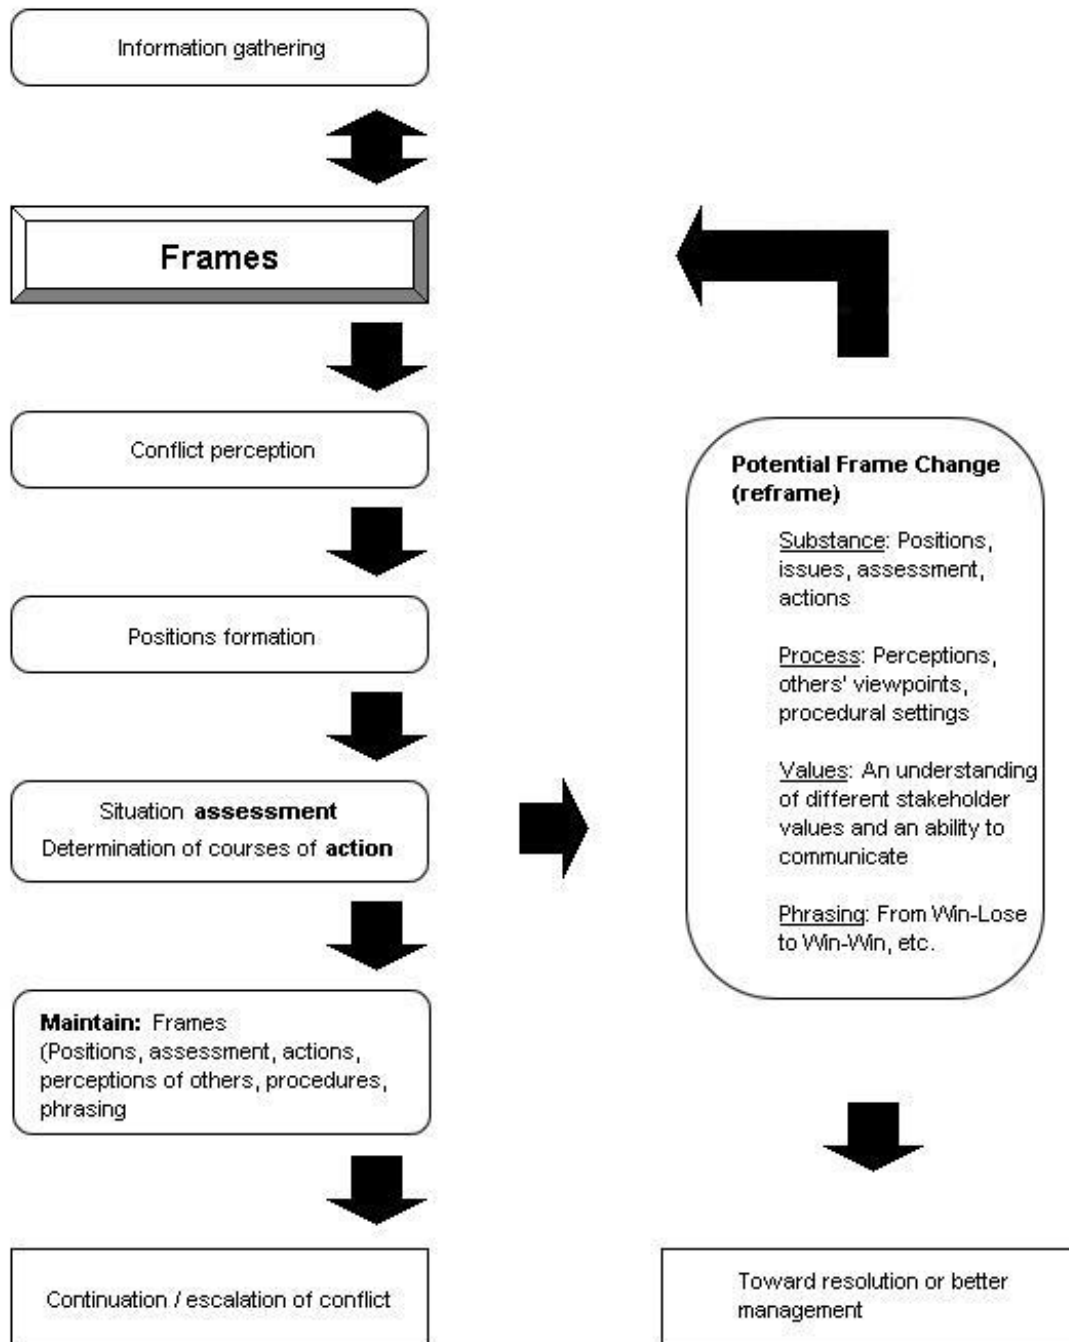 Information gathering
Frames
Conflict perception
Positions formation
Situation assessment
Determination of courses of action
Maintain: Frames
(Positions, assessment, actions,
perceptions of others, procedures,
phrasing
Continuation / escalation of conflict
Potential Frame Change
(reframe)
Substance: Positions,
issues, assessment,
actions
Process: Perceptions,
others' viewpoints,
procedural settings
Values: An understanding
of different stakeholder
values and an ability to
communicate
Phrasing: From Win-Lose
to Win-Win, etc.
Toward resolution or better
management